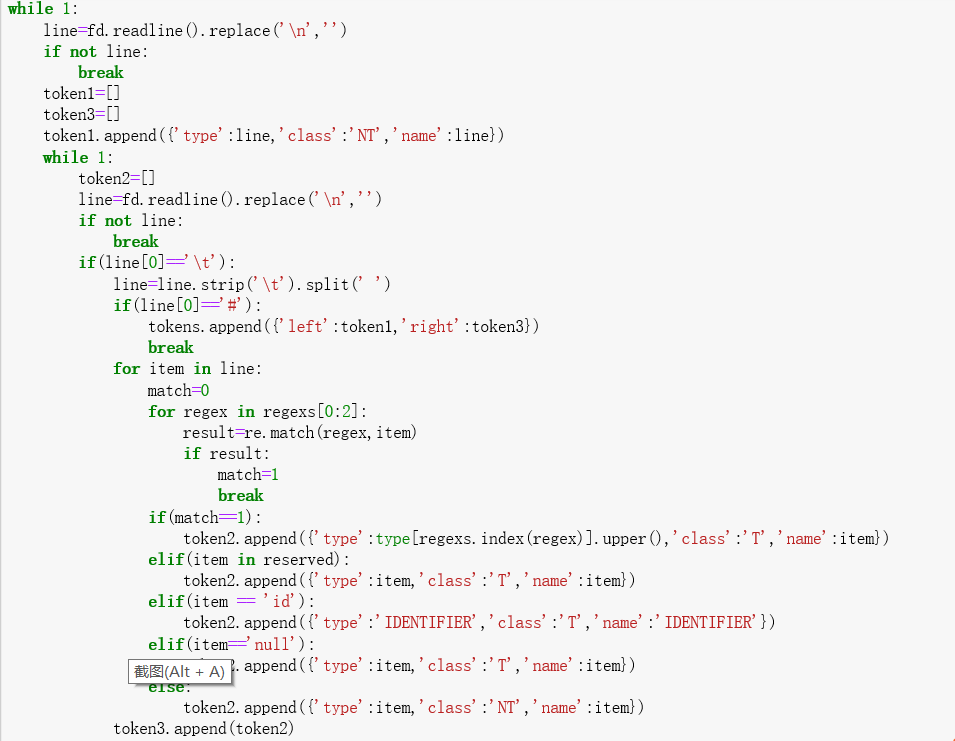 while 1:
    line=fd.readline().replace('\n','')
    if not line:
        break
    token1=[]
    token3=[]
    token1.append({'type':line,'class':'NT','name':line})
    while 1:
        token2=[]
        line=fd.readline().replace('\n','')
        if not line:
            break
        if(line[0]=='\t'):
            line=line.strip('\t').split(' ')
            if(line[0]=='#'):
                tokens.append({'left':token1,'right':token3})
                break
            for item in line:
                match=0
                for regex in regexs[0:2]:
                    result=re.match(regex,item)
                    if result:
                        match=1
                        break
                if(match==1):
                    token2.append({'type':type[regexs.index(regex)].upper(),'class':'T','name':item})
                elif(item in reserved):
                    token2.append({'type':item,'class':'T','name':item})
                elif(item == 'id'):
                    token2.append({'type':'IDENTIFIER','class':'T','name':'IDENTIFIER'})
                elif(item=='null'):
截图(Alt + A) 2.append({'type':item,'class':'T','name':item})
                else:
                    token2.append({'type':item,'class':'NT','name':item})
            token3.append(token2)